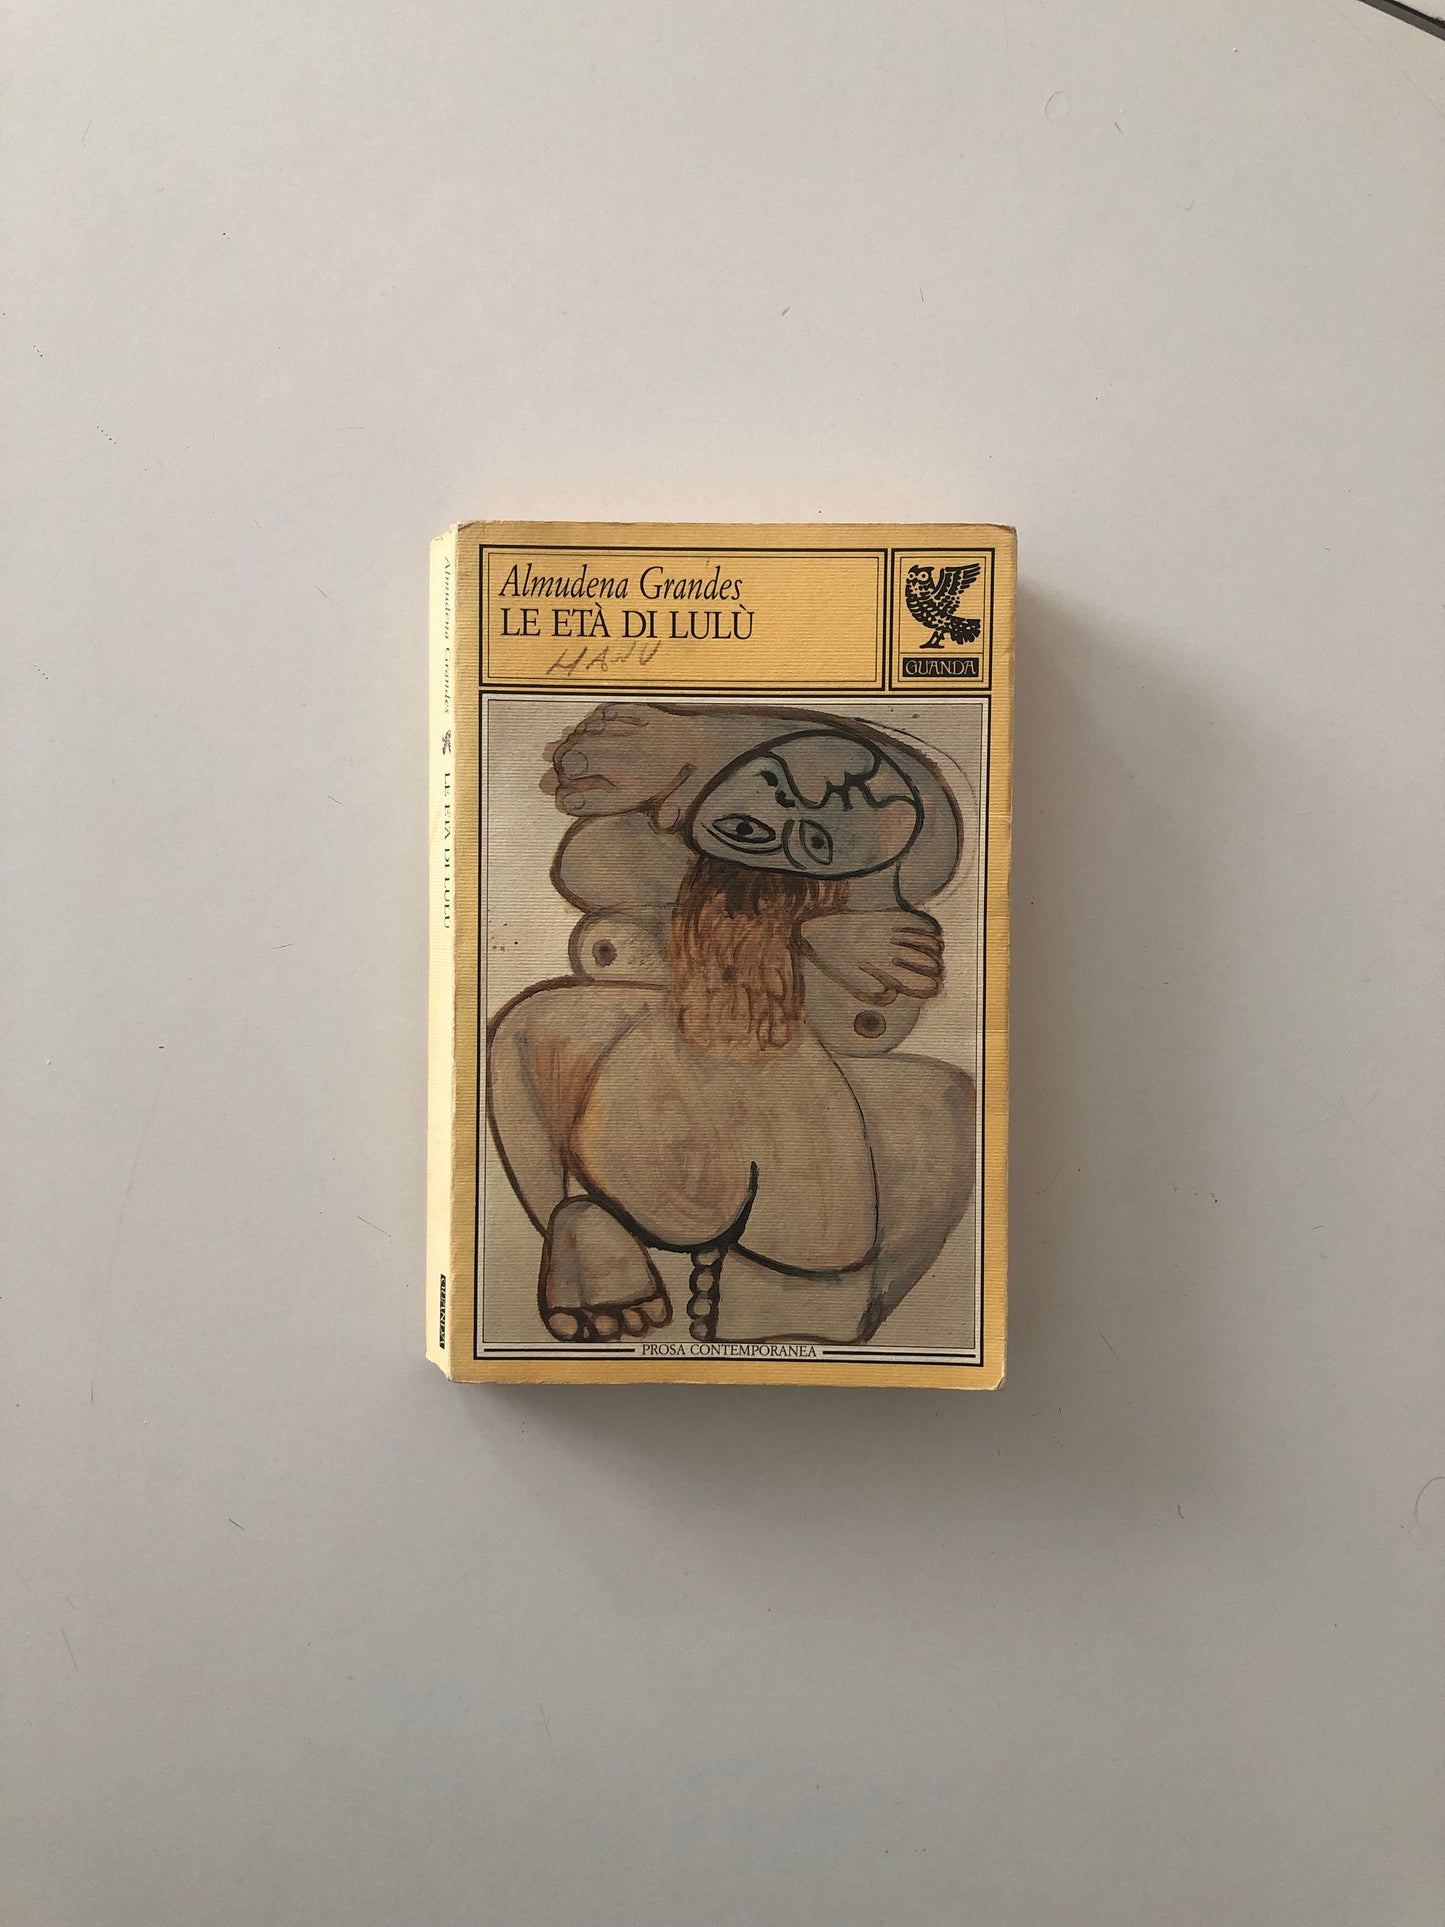 Almudena Grandes
LE ETÀ DI LULÙ
HANU
GUANDA
PROSA CONTEMPORANEA
Almudena Grandes LE ETÀ DI LULÙ
GUANDA